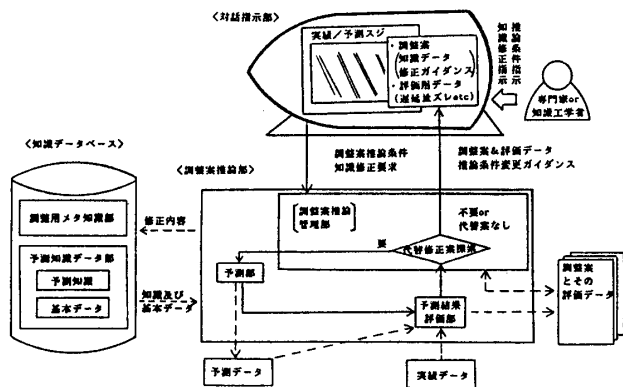 〈対話指示部〉
実績／予測スジ
・調整案
知識データ
修正ガイダンス
・評価用データ
(遅延波ズレetc)
推論条件指示
知識修正指示
専門家or
知識工学者
〈知識データベース〉
調整用メタ知識部
予測知識データ部
予測知識
基本データ
修正内容
知識及び
基本データ
〈調整案推論部〉
調整案推論条件
知識修正要求
調整案＆評価データ
推論条件変更ガイダンス
調整案推論
管理部
不要or
代替案なし
要
代替修正案探索
予測部
予測結果
評価部
調整案
とその
評価データ
予測データ
実績データ